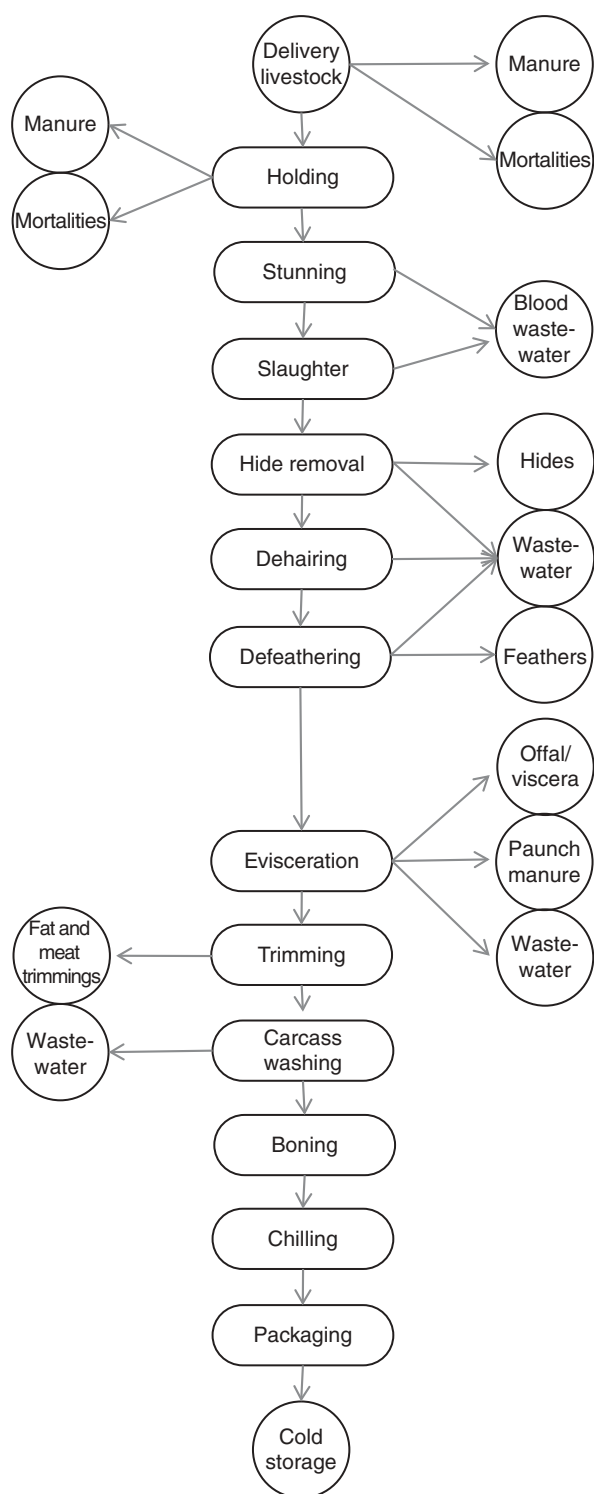 Delivery
livestock
Manure
Mortalities
Manure
Mortalities
Holding
Stunning
Blood
waste-
water
Slaughter
Hide removal
Hides
Dehairing
Waste-
water
Defeathering
Feathers
Offal/
viscera
Evisceration
Paunch
manure
Waste-
water
Fat and
meat
trimmings
Trimming
Waste-
water
Carcass
washing
Boning
Chilling
Packaging
Cold
storage